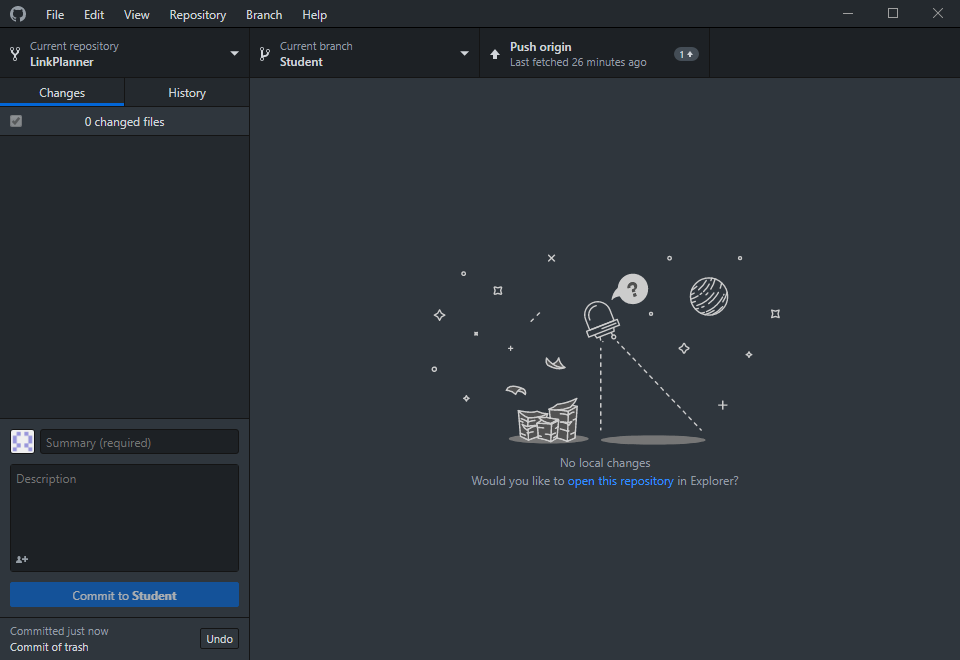 File Edit View Repository Branch Help
Current repository
LinkPlanner
Current branch
Student
Push origin
Last fetched 26 minutes ago
1
Changes History
0 changed files
?
No local changes
Would you like to open this repository in Explorer?
Summary (required)
Description
Commit to Student
Committed just now
Commit of trash
Undo